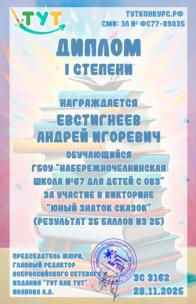 ТУТ
ТУТКОНКУРС.РФ
СМИ: ЭЛ № ФС77-89835
ДИПЛОМ
I СТЕПЕНИ
НАГРАЖДАЕТСЯ
ЕВСТИГНЕЕВ
АНДРЕЙ ИГОРЕВИЧ
ОБУЧАЮЩИЙСЯ
ГБОУ "НАБЕРЕЖНОЧЕЛНИНСКАЯ
ШКОЛА №67 ДЛЯ ДЕТЕЙ С ОВЗ"
ЗА УЧАСТИЕ В ВИКТОРИНЕ
"ЮНЫЙ ЗНАТОК СКАЗОК"
(РЕЗУЛЬТАТ 25 БАЛЛОВ ИЗ 25)
ПРЕДСЕДАТЕЛЬ ЖЮРИ,
ГЛАВНЫЙ РЕДАКТОР
ВСЕРОССИЙСКОГО СЕТЕВОГО
ИЗДАНИЯ "ТУТ КАК ТУТ"
ИВАНОВА А.А.
ЭС 3162
28.11.2025